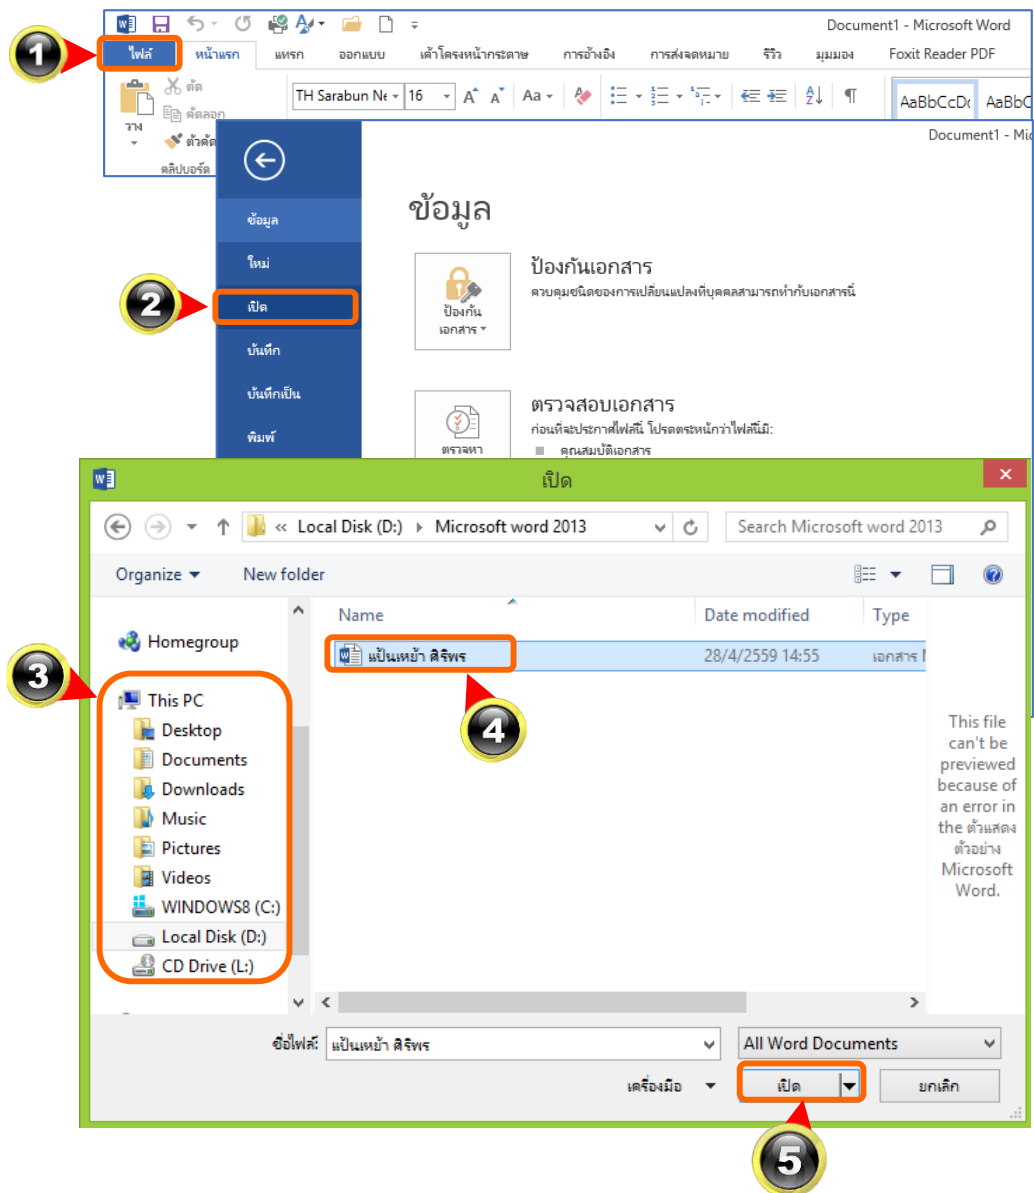 Document1 - Microsoft Word
1
ไฟล์ หน้าแรก แทรก ออกแบบ เค้าโครงหน้ากระดาษ การอ้างอิง การส่งจดหมาย รีวิว มุมมอง Foxit Reader PDF
ตัด
TH Sarabun Ne 16 Aa AaBbCcDc AaBbC
คัดลอก
วาง
ตัวคัด
คลิปบอร์ด
Document1 - Mic
ข้อมูล
ข้อมูล
ใหม่
ป้องกันเอกสาร
ควบคุมชนิดของการเปลี่ยนแปลงที่บุคคลสามารถทำกับเอกสารนี้
ป้องกัน
เอกสาร
2
เปิด
บันทึก
บันทึกเป็น
พิมพ์
ตรวจสอบเอกสาร
ก่อนที่จะประกาศไฟล์นี้ โปรดตระหนักว่าไฟล์นี้มี:
ตรวจหา
คุณสมบัติเอกสาร
เปิด
« Local Disk (D:) Microsoft word 2013 Search Microsoft word 2013
Organize New folder
Name Date modified Type
Homegroup
แป้นเหย้า ศิริพร 28/4/2559 14:55 เอกสาร
3
4
This PC
Desktop
Documents
Downloads
Music
Pictures
Videos
WINDOWS8 (C:)
Local Disk (D:)
CD Drive (L:)
This file
can't be
previewed
because of
an error in
the ตัวแสดง
ตัวอย่าง
Microsoft
Word.
ชื่อไฟล์: แป้นเหย้า ศิริพร All Word Documents
เครื่องมือ เปิด ยกเลิก
5